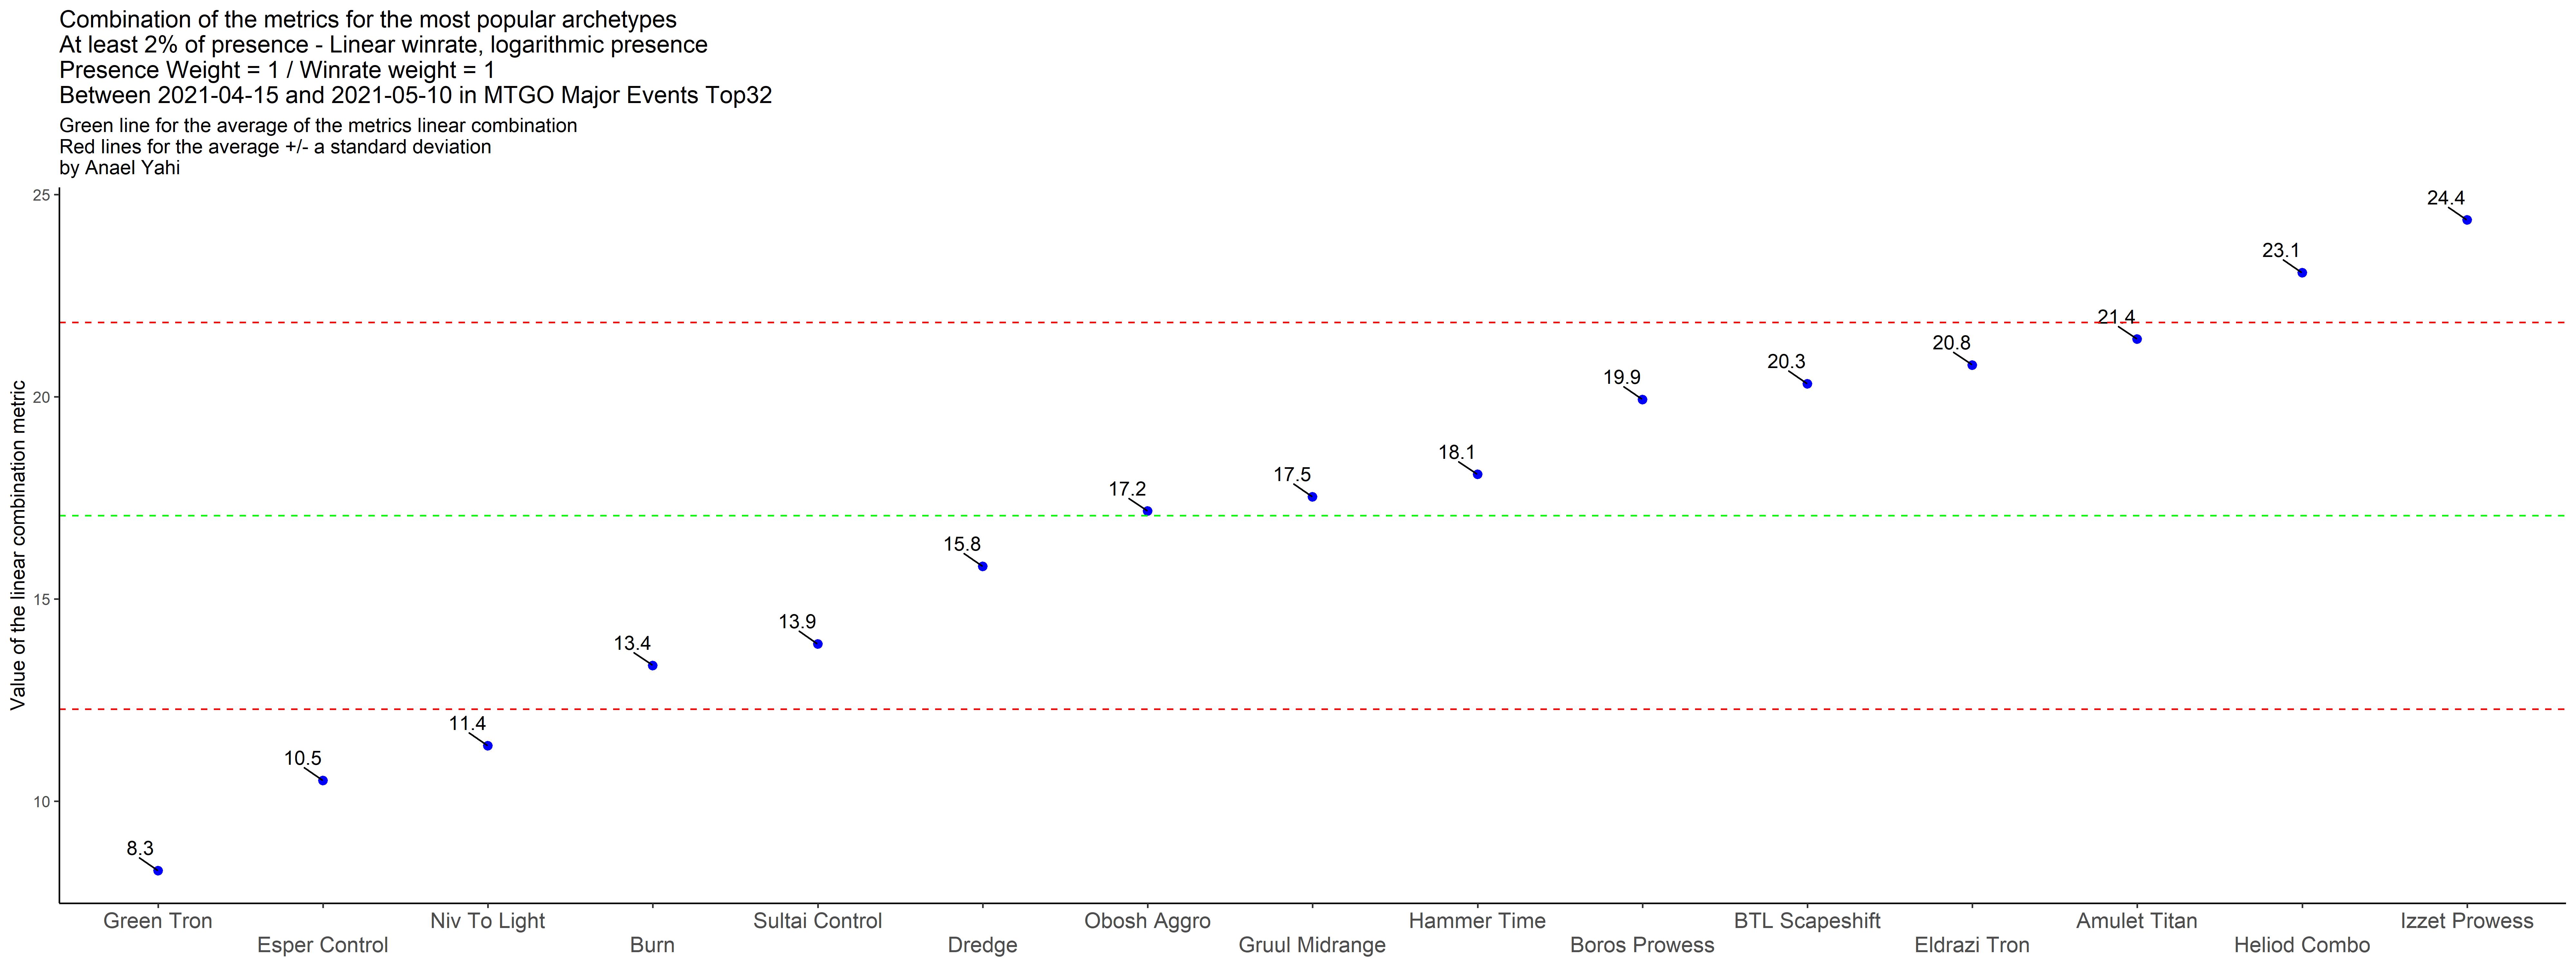 Combination of the metrics for the most popular archetypes
At least 2% of presence - Linear winrate, logarithmic presence
Presence Weight = 1 / Winrate weight = 1
Between 2021-04-15 and 2021-05-10 in MTGO Major Events Top32
Green line for the average of the metrics linear combination
Red lines for the average +/- a standard deviation
by Anael Yahi
Value of the linear combination metric
25
20
15
10
8.3
10.5
11.4
13.4
13.9
15.8
17.2
17.5
18.1
19.9
20.3
20.8
21.4
23.1
24.4
Green Tron
Esper Control
Niv To Light
Burn
Sultai Control
Dredge
Obosh Aggro
Gruul Midrange
Hammer Time
Boros Prowess
BTL Scapeshift
Eldrazi Tron
Amulet Titan
Heliod Combo
Izzet Prowess